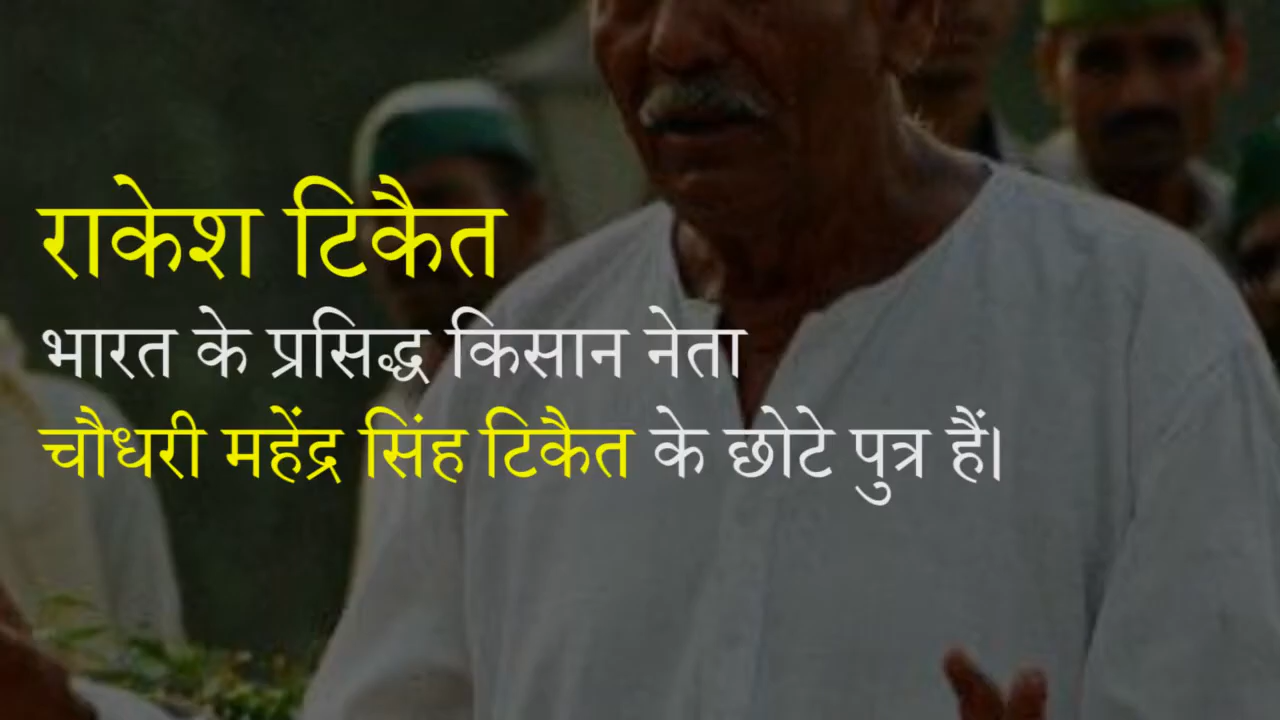 राकेश टिकैत
भारत के प्रसिद्ध किसान नेता
चौधरी महेंद्र सिंह टिकैत के छोटे पुत्र हैं।